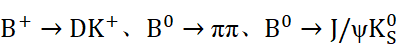 B⁺ → DK⁺、B⁰ → ππ、B⁰ → J/ψK⁰_S